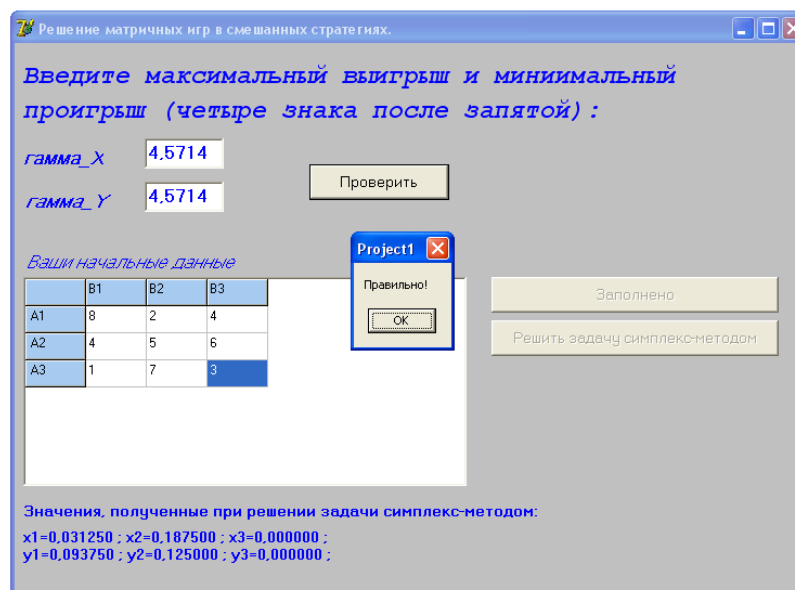 Решение матричных игр в смешанных стратегиях.
Введите максимальный выигрыш и миниимальный
проигрыш (четыре знака после запятой):
гамма_X 4,5714
Проверить
гамма_Y 4,5714
Ваши начальные данные
Project1
Правильно!
OK
B1 B2 B3
A1 8 2 4
A2 4 5 6
A3 1 7 3
Заполнено
Решить задачу симплекс-методом
Значения, полученные при решении задачи симплекс-методом:
x1=0,031250 ; x2=0,187500 ; x3=0,000000 ;
y1=0,093750 ; y2=0,125000 ; y3=0,000000 ;